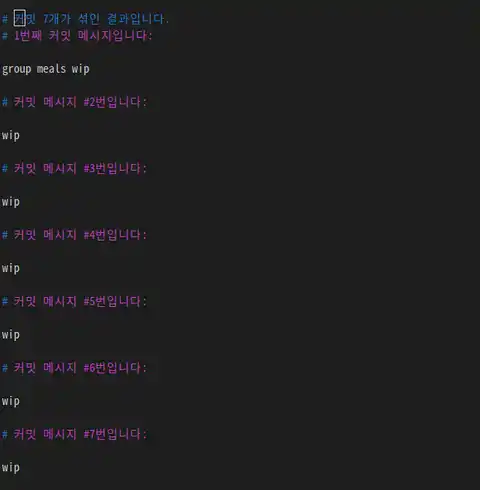 # 커밋 7개가 섞인 결과입니다.
# 1번째 커밋 메시지입니다:
group meals wip
# 커밋 메시지 #2번입니다:
wip
# 커밋 메시지 #3번입니다:
wip
# 커밋 메시지 #4번입니다:
wip
# 커밋 메시지 #5번입니다:
wip
# 커밋 메시지 #6번입니다:
wip
# 커밋 메시지 #7번입니다:
wip